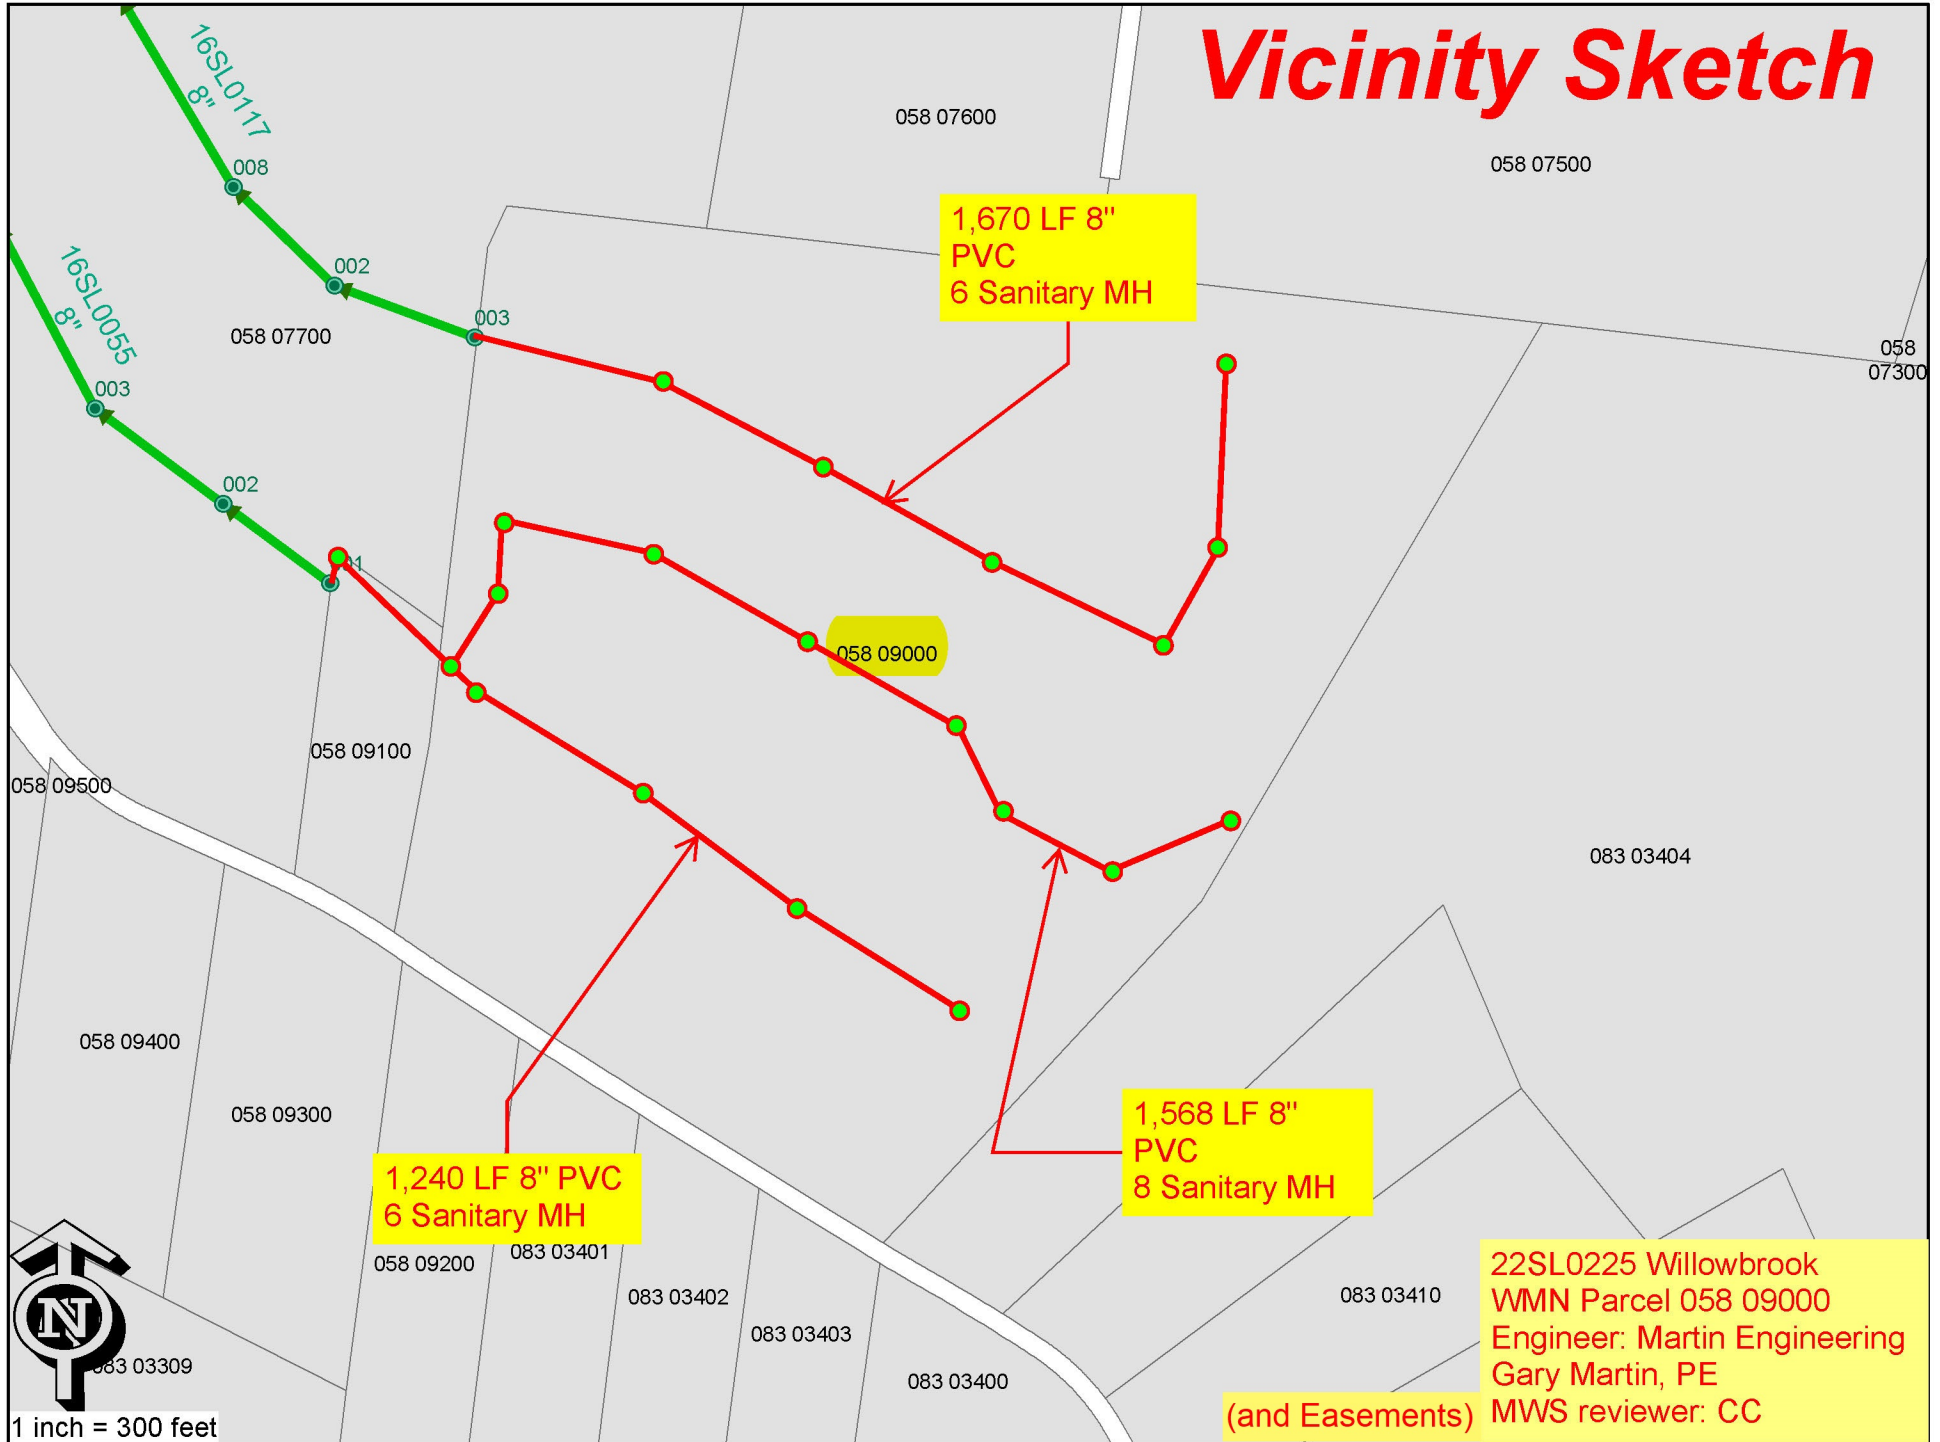 Vicinity Sketch
16SL0117
8"
008
058 07600
058 07500
002
1,670 LF 8"
PVC
6 Sanitary MH
16SL0055
8"
003
058 07700
058
07300
003
002
058 09000
058 09100
058 09500
083 03404
058 09400
058 09300
1,568 LF 8"
PVC
8 Sanitary MH
1,240 LF 8" PVC
6 Sanitary MH
058 09200
083 03401
083 03402
083 03403
083 03400
083 03410
22SL0225 Willowbrook
WMN Parcel 058 09000
Engineer: Martin Engineering
Gary Martin, PE
MWS reviewer: CC
(and Easements)
N
083 03309
1 inch = 300 feet